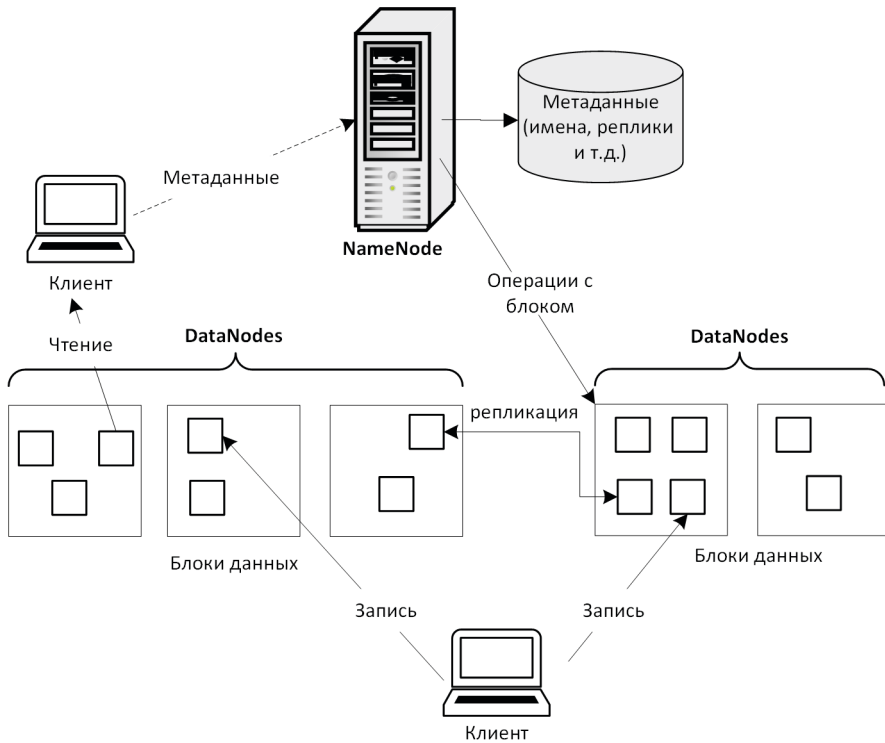 Метаданные
(имена, реплики
и т.д.)
Метаданные
NameNode
Клиент
Операции с
блоком
Чтение
DataNodes
DataNodes
репликация
Блоки данных
Блоки данных
Запись
Запись
Клиент